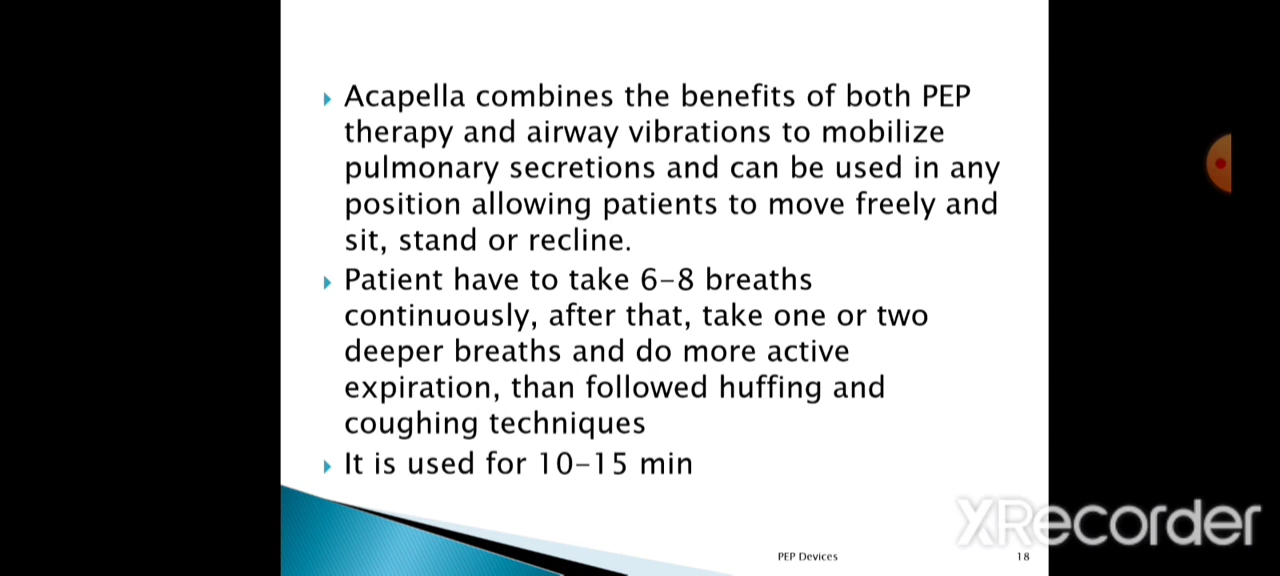 Acapella combines the benefits of both PEP
therapy and airway vibrations to mobilize
pulmonary secretions and can be used in any
position allowing patients to move freely and
sit, stand or recline.
Patient have to take 6-8 breaths
continuously, after that, take one or two
deeper breaths and do more active
expiration, than followed huffing and
coughing techniques
It is used for 10-15 min
XRecorder
PEP Devices
18